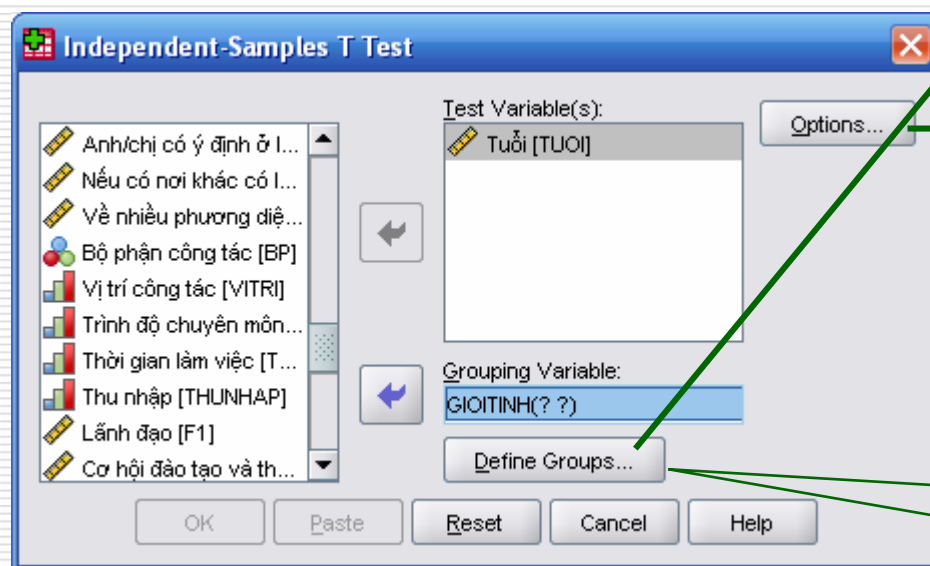 Independent-Samples T Test
Anh/chị có ý định ở l...
Nếu có nơi khác có l...
Về nhiều phương diệ...
Bộ phận công tác [BP]
Vị trí công tác [VITRI]
Trình độ chuyên môn...
Thời gian làm việc [T...
Thu nhập [THUNHAP]
Lãnh đạo [F1]
Cơ hội đào tạo và th...
Test Variable(s):
Tuổi [TUOI]
Options...
Grouping Variable:
GIOITINH(? ?)
Define Groups...
OK
Paste
Reset
Cancel
Help